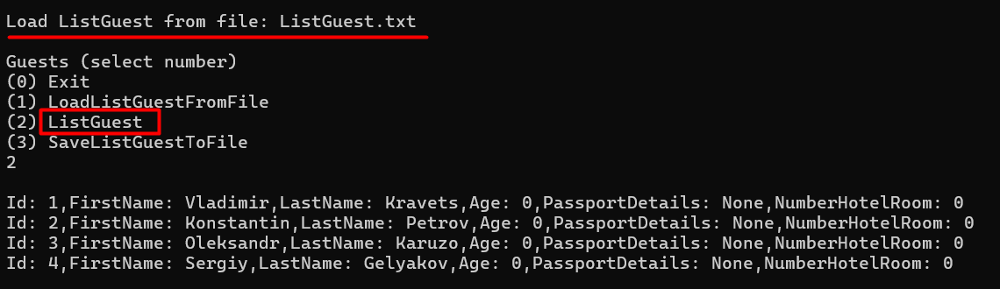 Load ListGuest from file: ListGuest.txt
Guests (select number)
(0) Exit
(1) LoadListGuestFromFile
(2) ListGuest
(3) SaveListGuestToFile
2
Id: 1,FirstName: Vladimir,LastName: Kravets,Age: 0,PassportDetails: None,NumberHotelRoom: 0
Id: 2,FirstName: Konstantin,LastName: Petrov,Age: 0,PassportDetails: None,NumberHotelRoom: 0
Id: 3,FirstName: Oleksandr,LastName: Karuzo,Age: 0,PassportDetails: None,NumberHotelRoom: 0
Id: 4,FirstName: Sergiy,LastName: Gelyakov,Age: 0,PassportDetails: None,NumberHotelRoom: 0